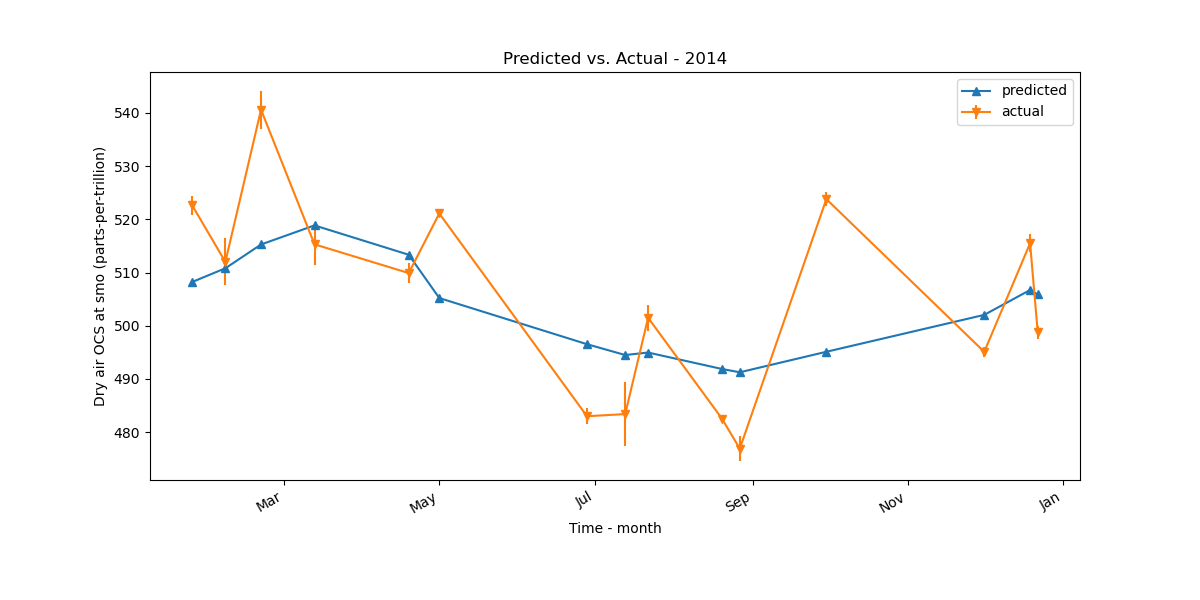 Predicted vs. Actual - 2014
predicted
actual
Dry air OCS at smo (parts-per-trillion)
540
530
520
510
500
490
480
Mar
May
Jul
Sep
Nov
Jan
Time - month